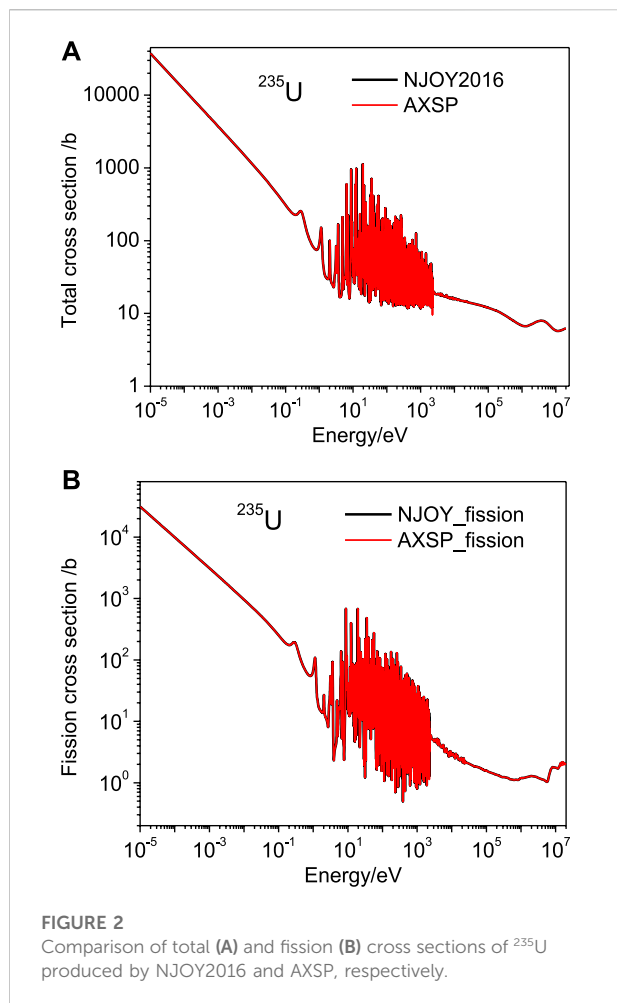 A
²³⁵U
NJOY2016
AXSP
Total cross section /b
10000
1000
100
10
1
10⁻⁵ 10⁻³ 10⁻¹ 10¹ 10³ 10⁵ 10⁷
Energy/eV
B
²³⁵U
NJOY_fission
AXSP_fission
Fission cross section /b
10⁴
10³
10²
10¹
10⁰
10⁻⁵ 10⁻³ 10⁻¹ 10¹ 10³ 10⁵ 10⁷
Energy/eV
FIGURE 2
Comparison of total (A) and fission (B) cross sections of ²³⁵U
produced by NJOY2016 and AXSP, respectively.